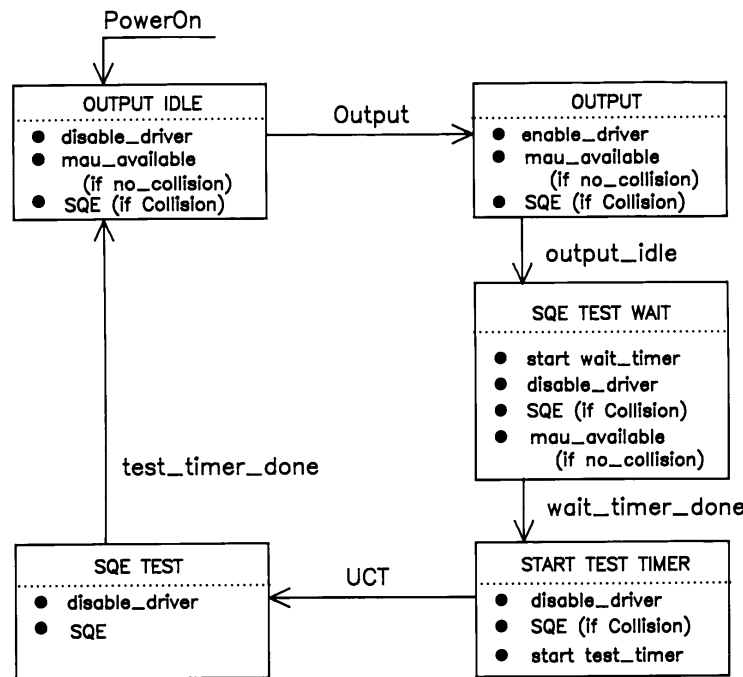 PowerOn
OUTPUT IDLE
● disable_driver
● mau_available
(if no_collision)
● SQE (if Collision)
Output
OUTPUT
● enable_driver
● mau_available
(if no_collision)
● SQE (if Collision)
output_idle
SQE TEST WAIT
● start wait_timer
● disable_driver
● SQE (if Collision)
● mau_available
(if no_collision)
wait_timer_done
START TEST TIMER
● disable_driver
● SQE (if Collision)
● start test_timer
UCT
SQE TEST
● disable_driver
● SQE
test_timer_done